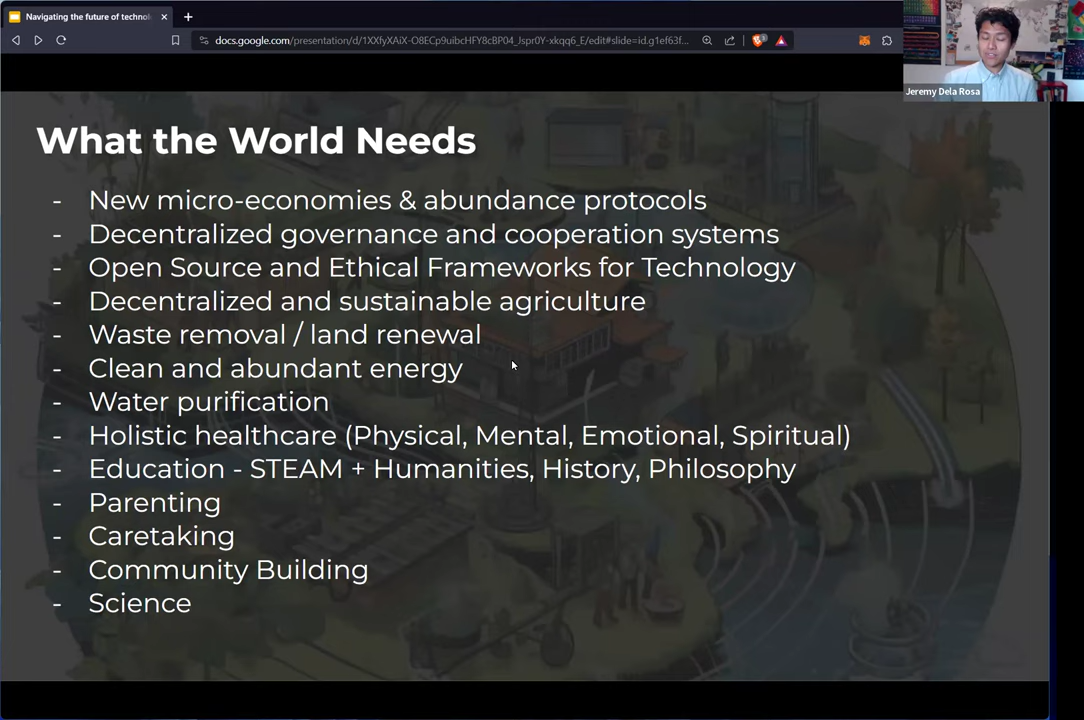 Navigating the future of technol
docs.google.com/presentation/d/1XXfyXAiX-O8ECp9uibcHFY8cBP04_Jspr0Y-xkqq6_E/edit#slide=id.g1ef63f...
Jeremy Dela Rosa
What the World Needs
- New micro-economies & abundance protocols
- Decentralized governance and cooperation systems
- Open Source and Ethical Frameworks for Technology
- Decentralized and sustainable agriculture
- Waste removal / land renewal
- Clean and abundant energy
- Water purification
- Holistic healthcare (Physical, Mental, Emotional, Spiritual)
- Education - STEAM + Humanities, History, Philosophy
- Parenting
- Caretaking
- Community Building
- Science